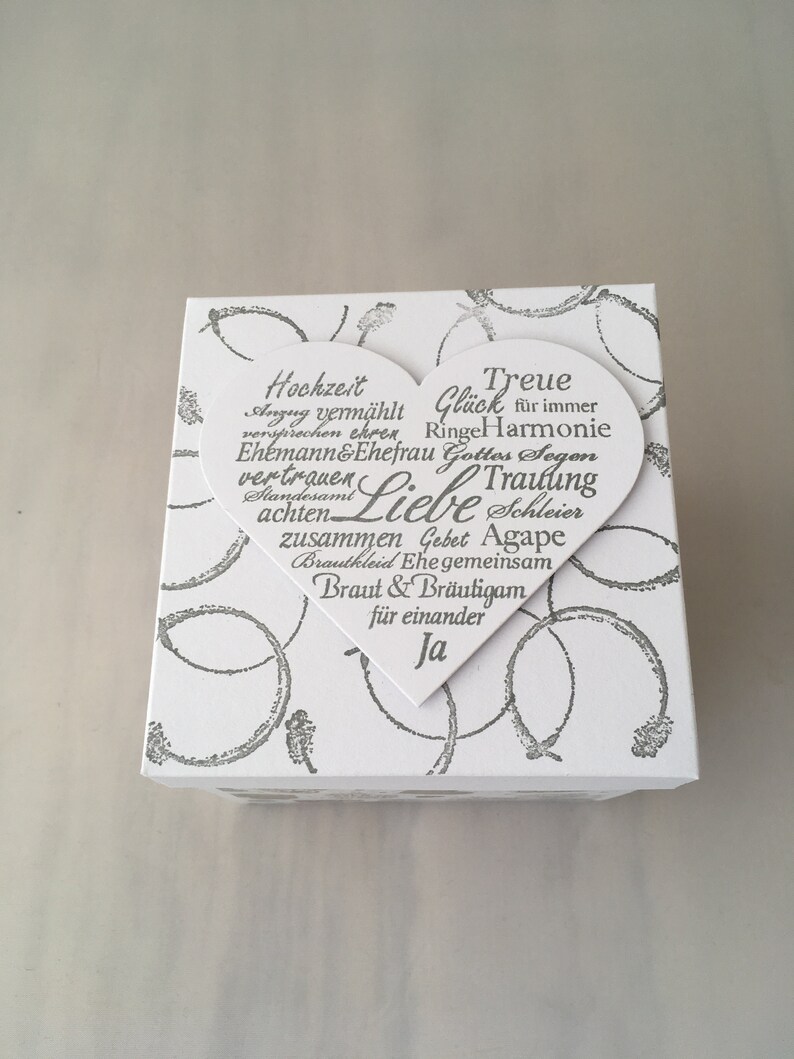 Hochzeit Treue
Anzug vermählt Glück für immer
versprechen ehren Ringe Harmonie
Ehemann & Ehefrau Gottes Segen
vertrauen Trauung
Standesamt Liebe
achten Schleier
zusammen Gebet Agape
Brautkleid Ehe gemeinsam
Braut & Bräutigam
für einander
Ja